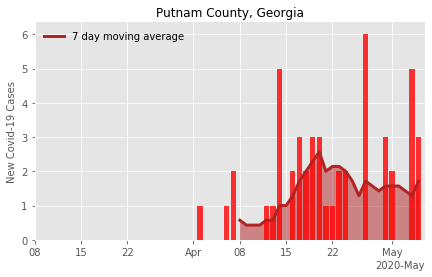 Putnam County, Georgia
7 day moving average
New Covid-19 Cases
6
5
4
3
2
1
0
08 15 22 Apr 08 15 22 May
2020-May